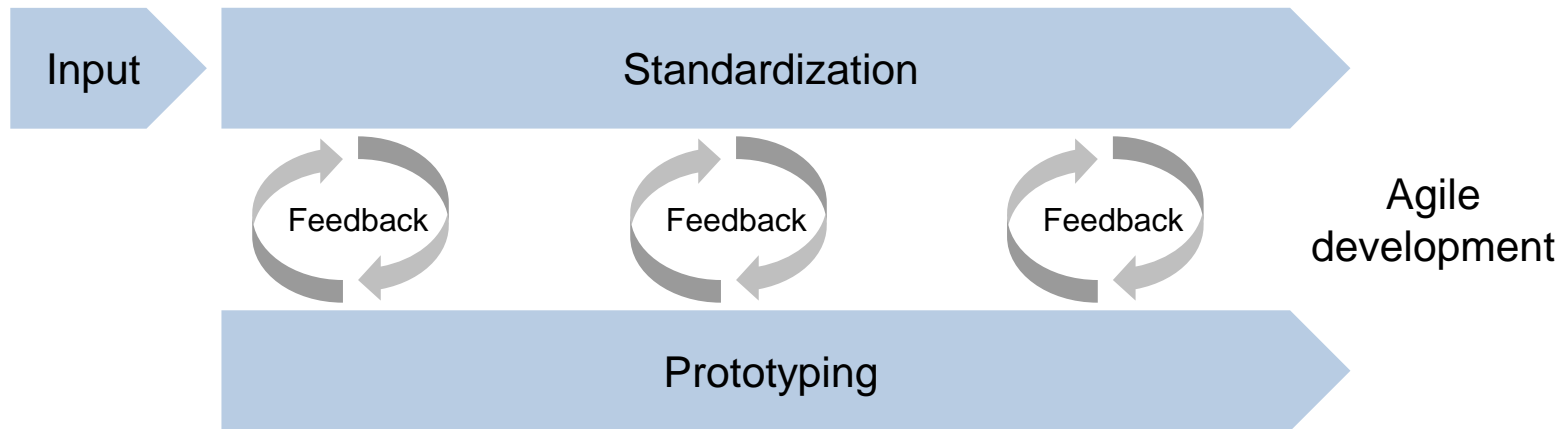 Input
Standardization
Feedback
Feedback
Feedback
Agile
development
Prototyping